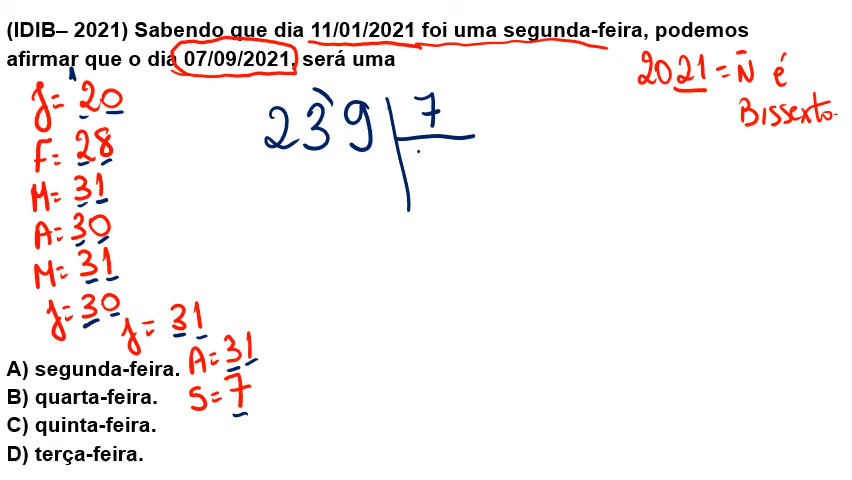 (IDIB– 2021) Sabendo que dia 11/01/2021 foi uma segunda-feira, podemos
afirmar que o dia 07/09/2021, será uma
2021 = Ñ é
Bissexto.
J= 20
F= 28
M= 31
A= 30
M= 31
J= 30
J= 31
A= 31
S= 7
239 7
A) segunda-feira.
B) quarta-feira.
C) quinta-feira.
D) terça-feira.